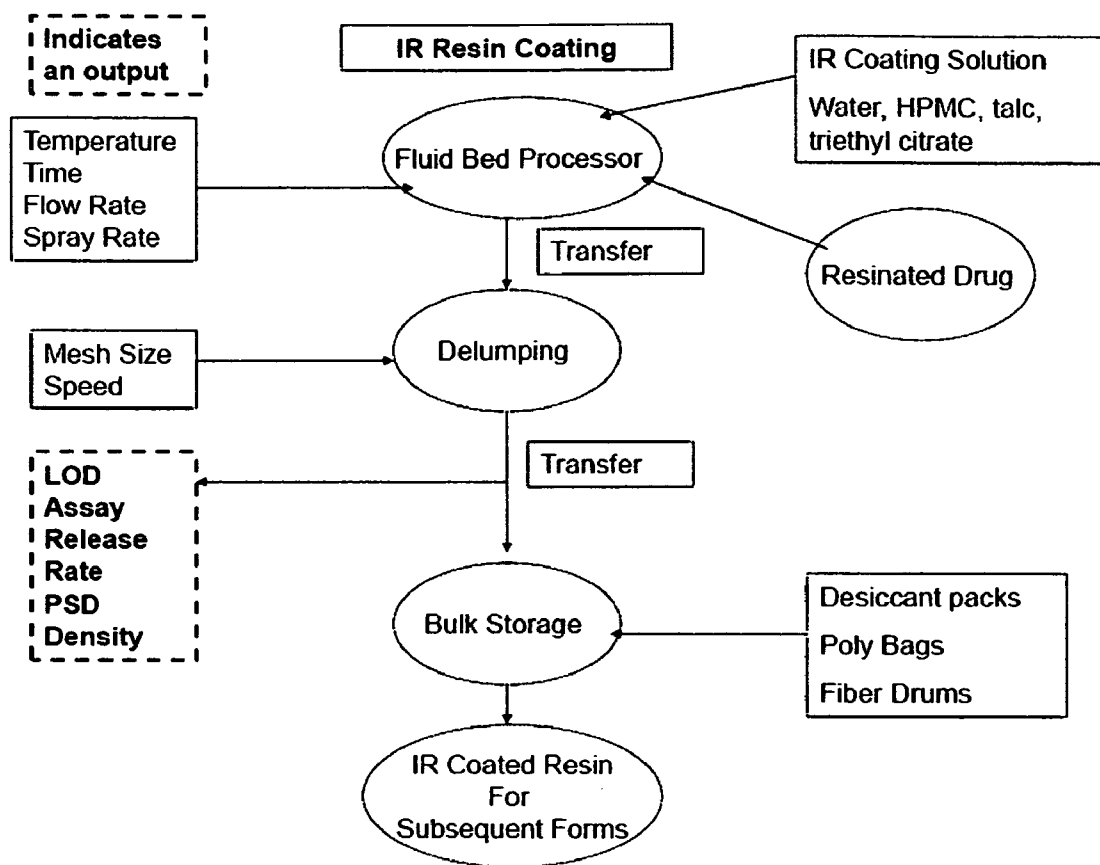 Indicates
an output
IR Resin Coating
IR Coating Solution
Water, HPMC, talc,
triethyl citrate
Temperature
Time
Flow Rate
Spray Rate
Fluid Bed Processor
Transfer
Resinated Drug
Mesh Size
Speed
Delumping
LOD
Assay
Release
Rate
PSD
Density
Transfer
Bulk Storage
Desiccant packs
Poly Bags
Fiber Drums
IR Coated Resin
For
Subsequent Forms